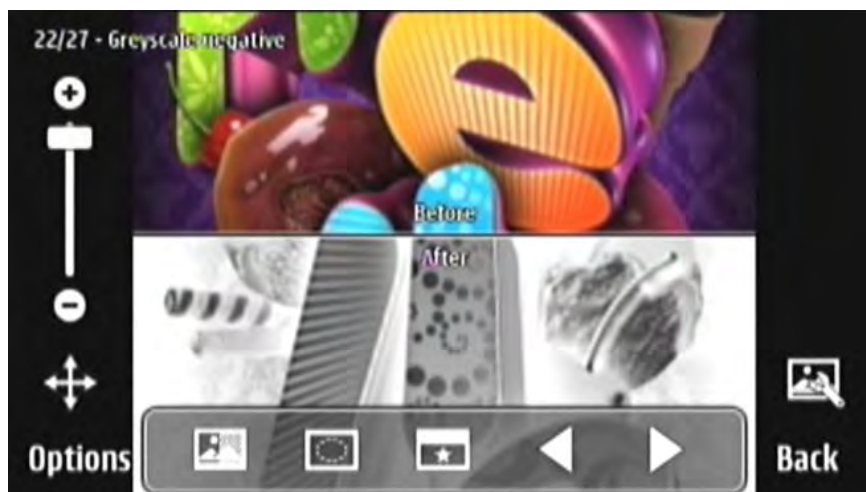 22/27 - Greyscale negative
e
Before
After
Options
Back